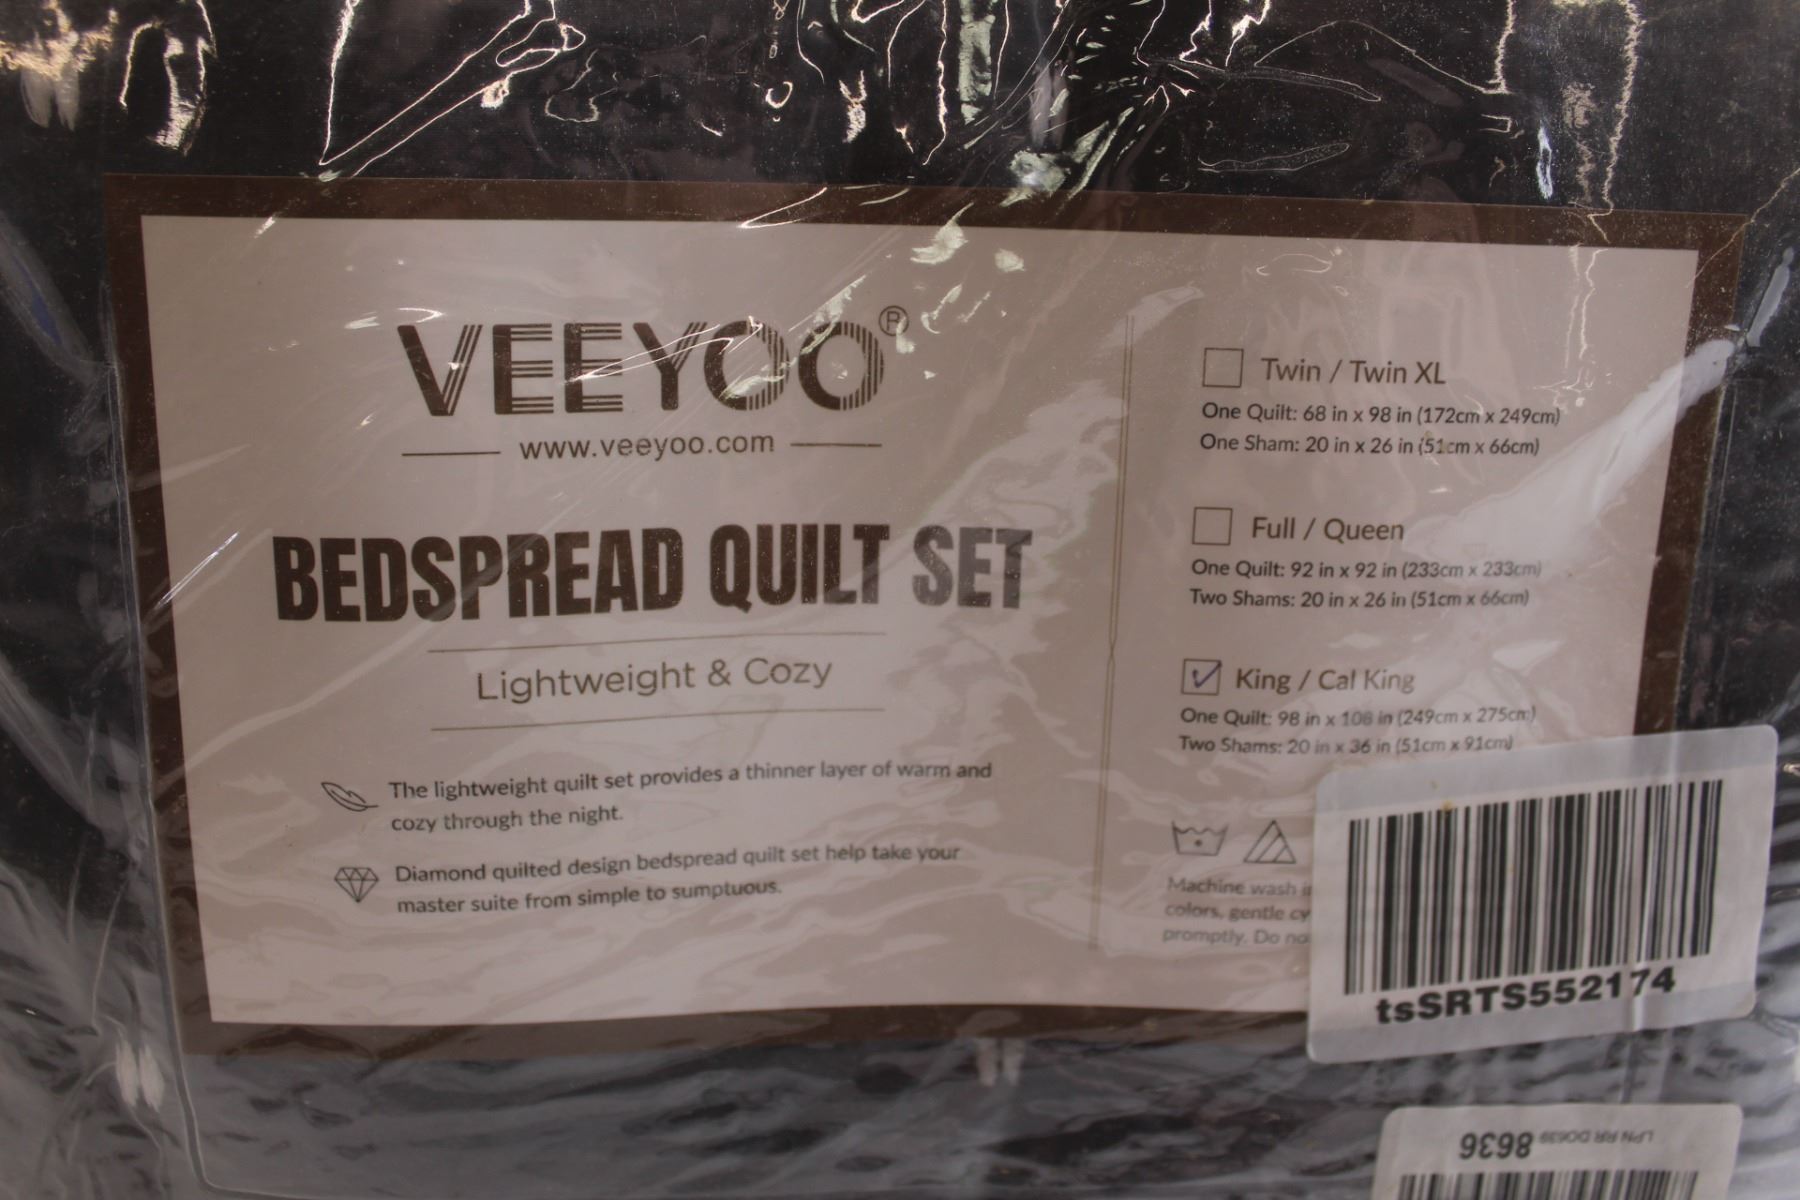 VEEYOO®
www.veeyoo.com
BEDSPREAD QUILT SET
Lightweight & Cozy
The lightweight quilt set provides a thinner layer of warm and
cozy through the night.
Diamond quilted design bedspread quilt set help take your
master suite from simple to sumptuous.
Twin / Twin XL
One Quilt: 68 in x 98 in (172cm x 249cm)
One Sham: 20 in x 26 in (51cm x 66cm)
Full / Queen
One Quilt: 92 in x 92 in (233cm x 233cm)
Two Shams: 20 in x 26 in (51cm x 66cm)
King / Cal King
One Quilt: 98 in x 108 in (249cm x 275cm)
Two Shams: 20 in x 36 in (51cm x 91cm)
Machine wash
colors, gentle cy
promptly. Do no
tsSRTS552174
LPN RR DO639 8636